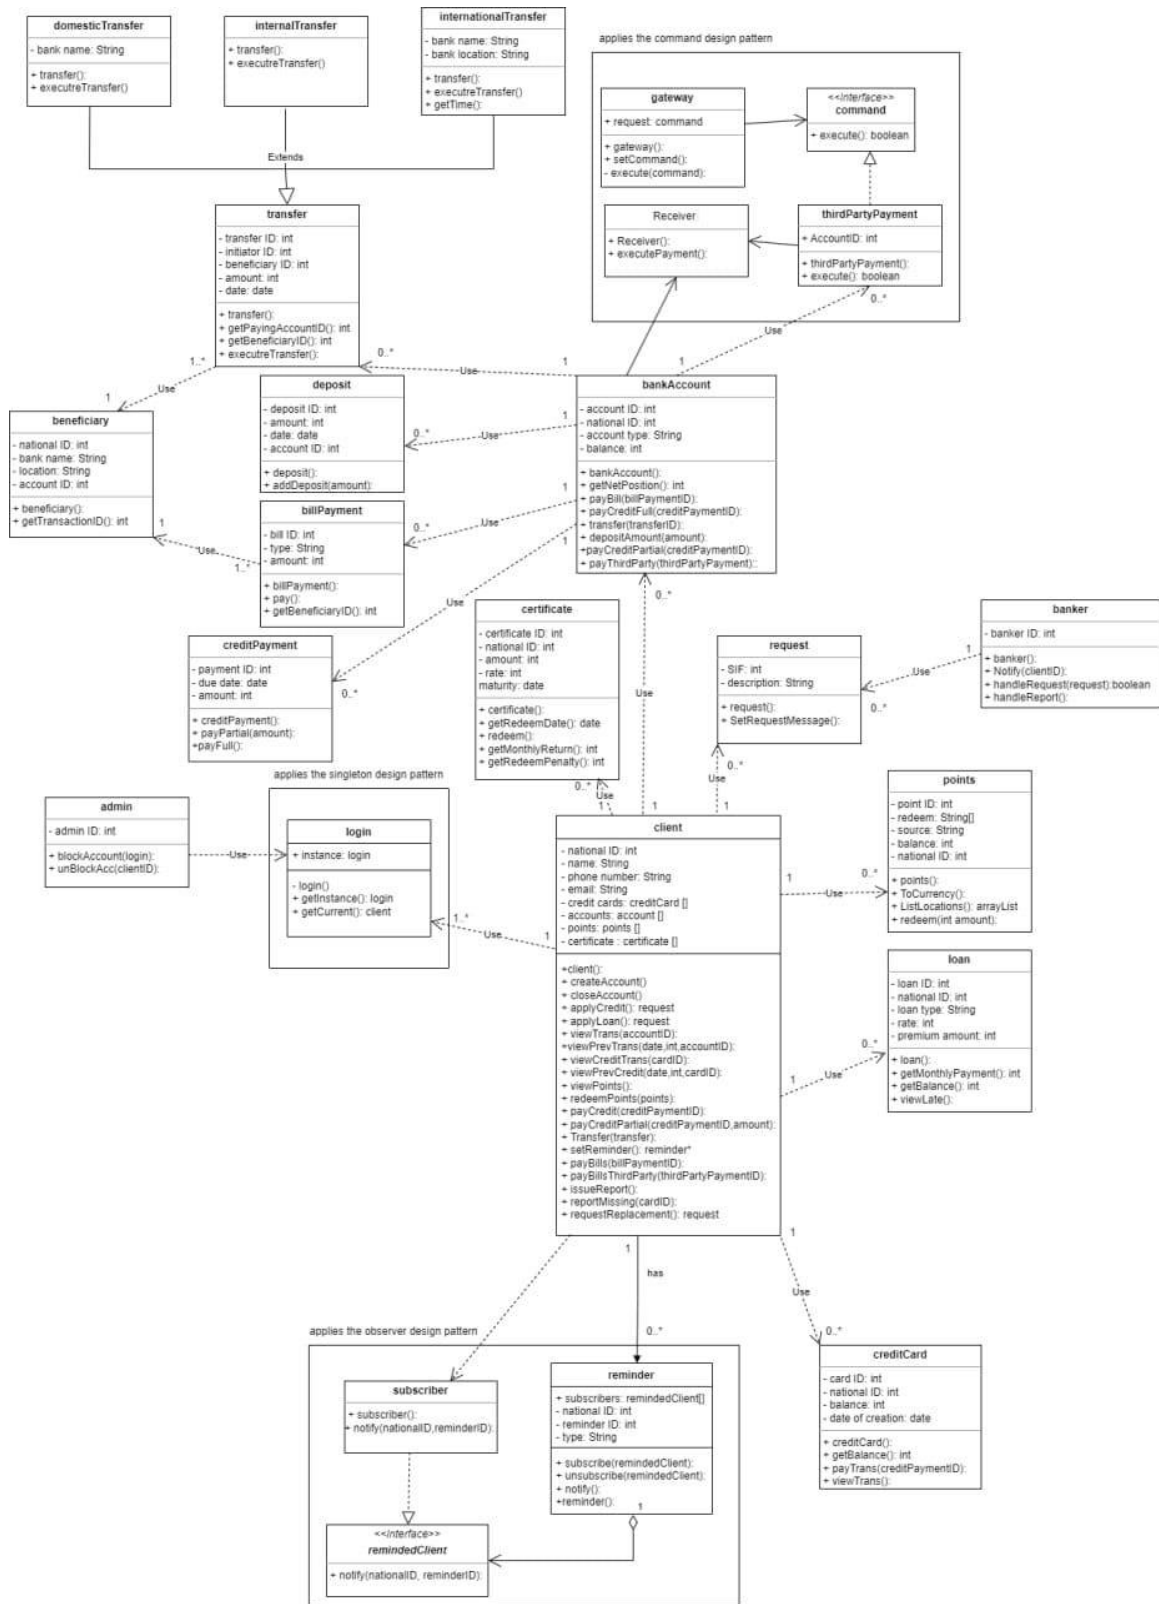 domesticTransfer
- bank name: String
+ transfer():
+ executreTransfer()
internalTransfer
+ transfer():
+ executreTransfer()
internationalTransfer
- bank name: String
- bank location: String
+ transfer():
+ executreTransfer()
+ getTime():
Extends
applies the command design pattern
gateway
+ request: command
+ gateway():
+ setCommand():
- execute(command):
<<interface>>
command
+ execute(): boolean
Receiver
+ Receiver():
+ executePayment():
thirdPartyPayment
+ AccountID: int
+ thirdPartyPayment():
+ execute(): boolean
0..*
Use
1
transfer
- transfer ID: int
- initiator ID: int
- beneficiary ID: int
- amount: int
- date: date
+ transfer():
+ getPayingAccountID(): int
+ getBeneficiaryID(): int
+ executreTransfer():
1..*
Use
1
0..*
Use
1
beneficiary
- national ID: int
- bank name: String
- location: String
- account ID: int
+ beneficiary():
+ getTransactionID(): int
1
Use
1..*
deposit
- deposit ID: int
- amount: int
- date: date
- account ID: int
+ deposit():
+ addDeposit(amount):
0..*
Use
1
billPayment
- bill ID: int
- type: String
- amount: int
+ billPayment():
+ pay():
+ getBeneficiaryID(): int
0..*
Use
1
bankAccount
- account ID: int
- national ID: int
- account type: String
- balance: int
+ bankAccount():
+ getNetPosition(): int
+ payBill(billPaymentID):
+ payCreditFull(creditPaymentID):
+ transfer(transferID):
+ depositAmount(amount):
+payCreditPartial(creditPaymentID):
+ payThirdParty(thirdPartyPayment)::
1
Use
0..*
creditPayment
- payment ID: int
- due date: date
- amount: int
+ creditPayment():
+ payPartial(amount):
+payFull():
certificate
- certificate ID: int
- national ID: int
- amount: int
- rate: int
maturity: date
+ certificate():
+ getRedeemDate(): date
+ redeem():
+ getMonthlyReturn(): int
+ getRedeemPenalty(): int
0..*
Use
1
0..*
Use
1
request
- SIF: int
- description: String
+ request():
+ SetRequestMessage():
0..*
Use
1
banker
- banker ID: int
+ banker():
+ Notify(clientID):
+ handleRequest(request):boolean
+ handleReport():
1
Use
0..*
applies the singleton design pattern
admin
- admin ID: int
+ blockAccount(login):
+ unBlockAcc(clientID):
Use
login
+ instance: login
- login()
+ getInstance(): login
+ getCurrent(): client
1..*
Use
1
client
- national ID: int
- name: String
- phone number: String
- email: String
- credit cards: creditCard []
- accounts: account []
- points: points []
- certificate : certificate []
+client():
+ createAccount()
+ closeAccount()
+ applyCredit(): request
+ applyLoan(): request
+ viewTrans(accountID):
+viewPrevTrans(date,int,accountID):
+ viewCreditTrans(cardID):
+ viewPrevCredit(date,int,cardID):
+ viewPoints():
+ redeemPoints(points):
+ payCredit(creditPaymentID):
+ payCreditPartial(creditPaymentID,amount):
+ Transfer(transfer):
+ setReminder(): reminder*
+ payBills(billPaymentID):
+ payBillsThirdParty(thirdPartyPaymentID):
+ issueReport():
+ reportMissing(cardID):
+ requestReplacement(): request
points
- point ID: int
- redeem: String[]
- source: String
- balance: int
- national ID: int
+ points():
+ ToCurrency():
+ ListLocations(): arrayList
+ redeem(int amount):
1
Use
0..*
loan
- loan ID: int
- national ID: int
- loan type: String
- rate: int
- premium amount: int
+ loan():
+ getMonthlyPayment(): int
+ getBalance(): int
+ viewLate():
0..*
Use
1
1
has
0..*
1
Use
0..*
applies the observer design pattern
subscriber
+ subscriber():
+ notify(nationalID,reminderID):
reminder
+ subscribers: remindedClient[]
- national ID: int
- reminder ID: int
- type: String
+ subscribe(remindedClient):
+ unsubscribe(remindedClient):
+ notify():
+reminder():
1
<<interface>>
remindedClient
+ notify(nationalID, reminderID):
creditCard
- card ID: int
- national ID: int
- balance: int
- date of creation: date
+ creditCard():
+ getBalance(): int
+ payTrans(creditPaymentID):
+ viewTrans():